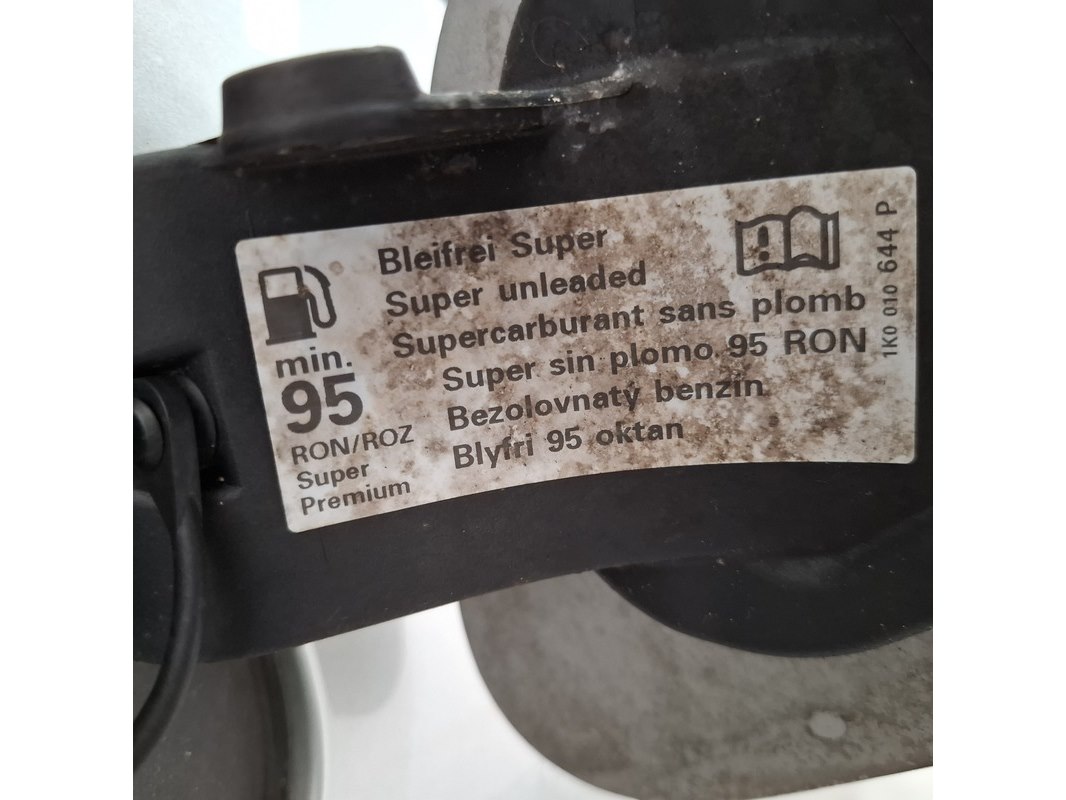 Bleifrei Super
Super unleaded
Supercarburant sans plomb
Super sin plomo 95 RON
Bezolovnatý benzin
Blyfri 95 oktan
min.
95
RON/ROZ
Super
Premium
1K0 010 644 P